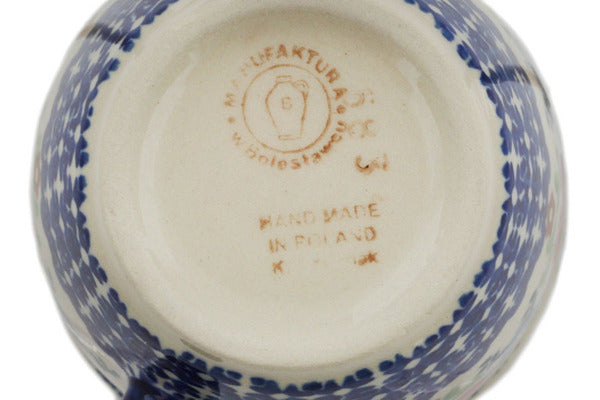 MANUFAKTURA
w Bolesławcu
HAND MADE
IN POLAND